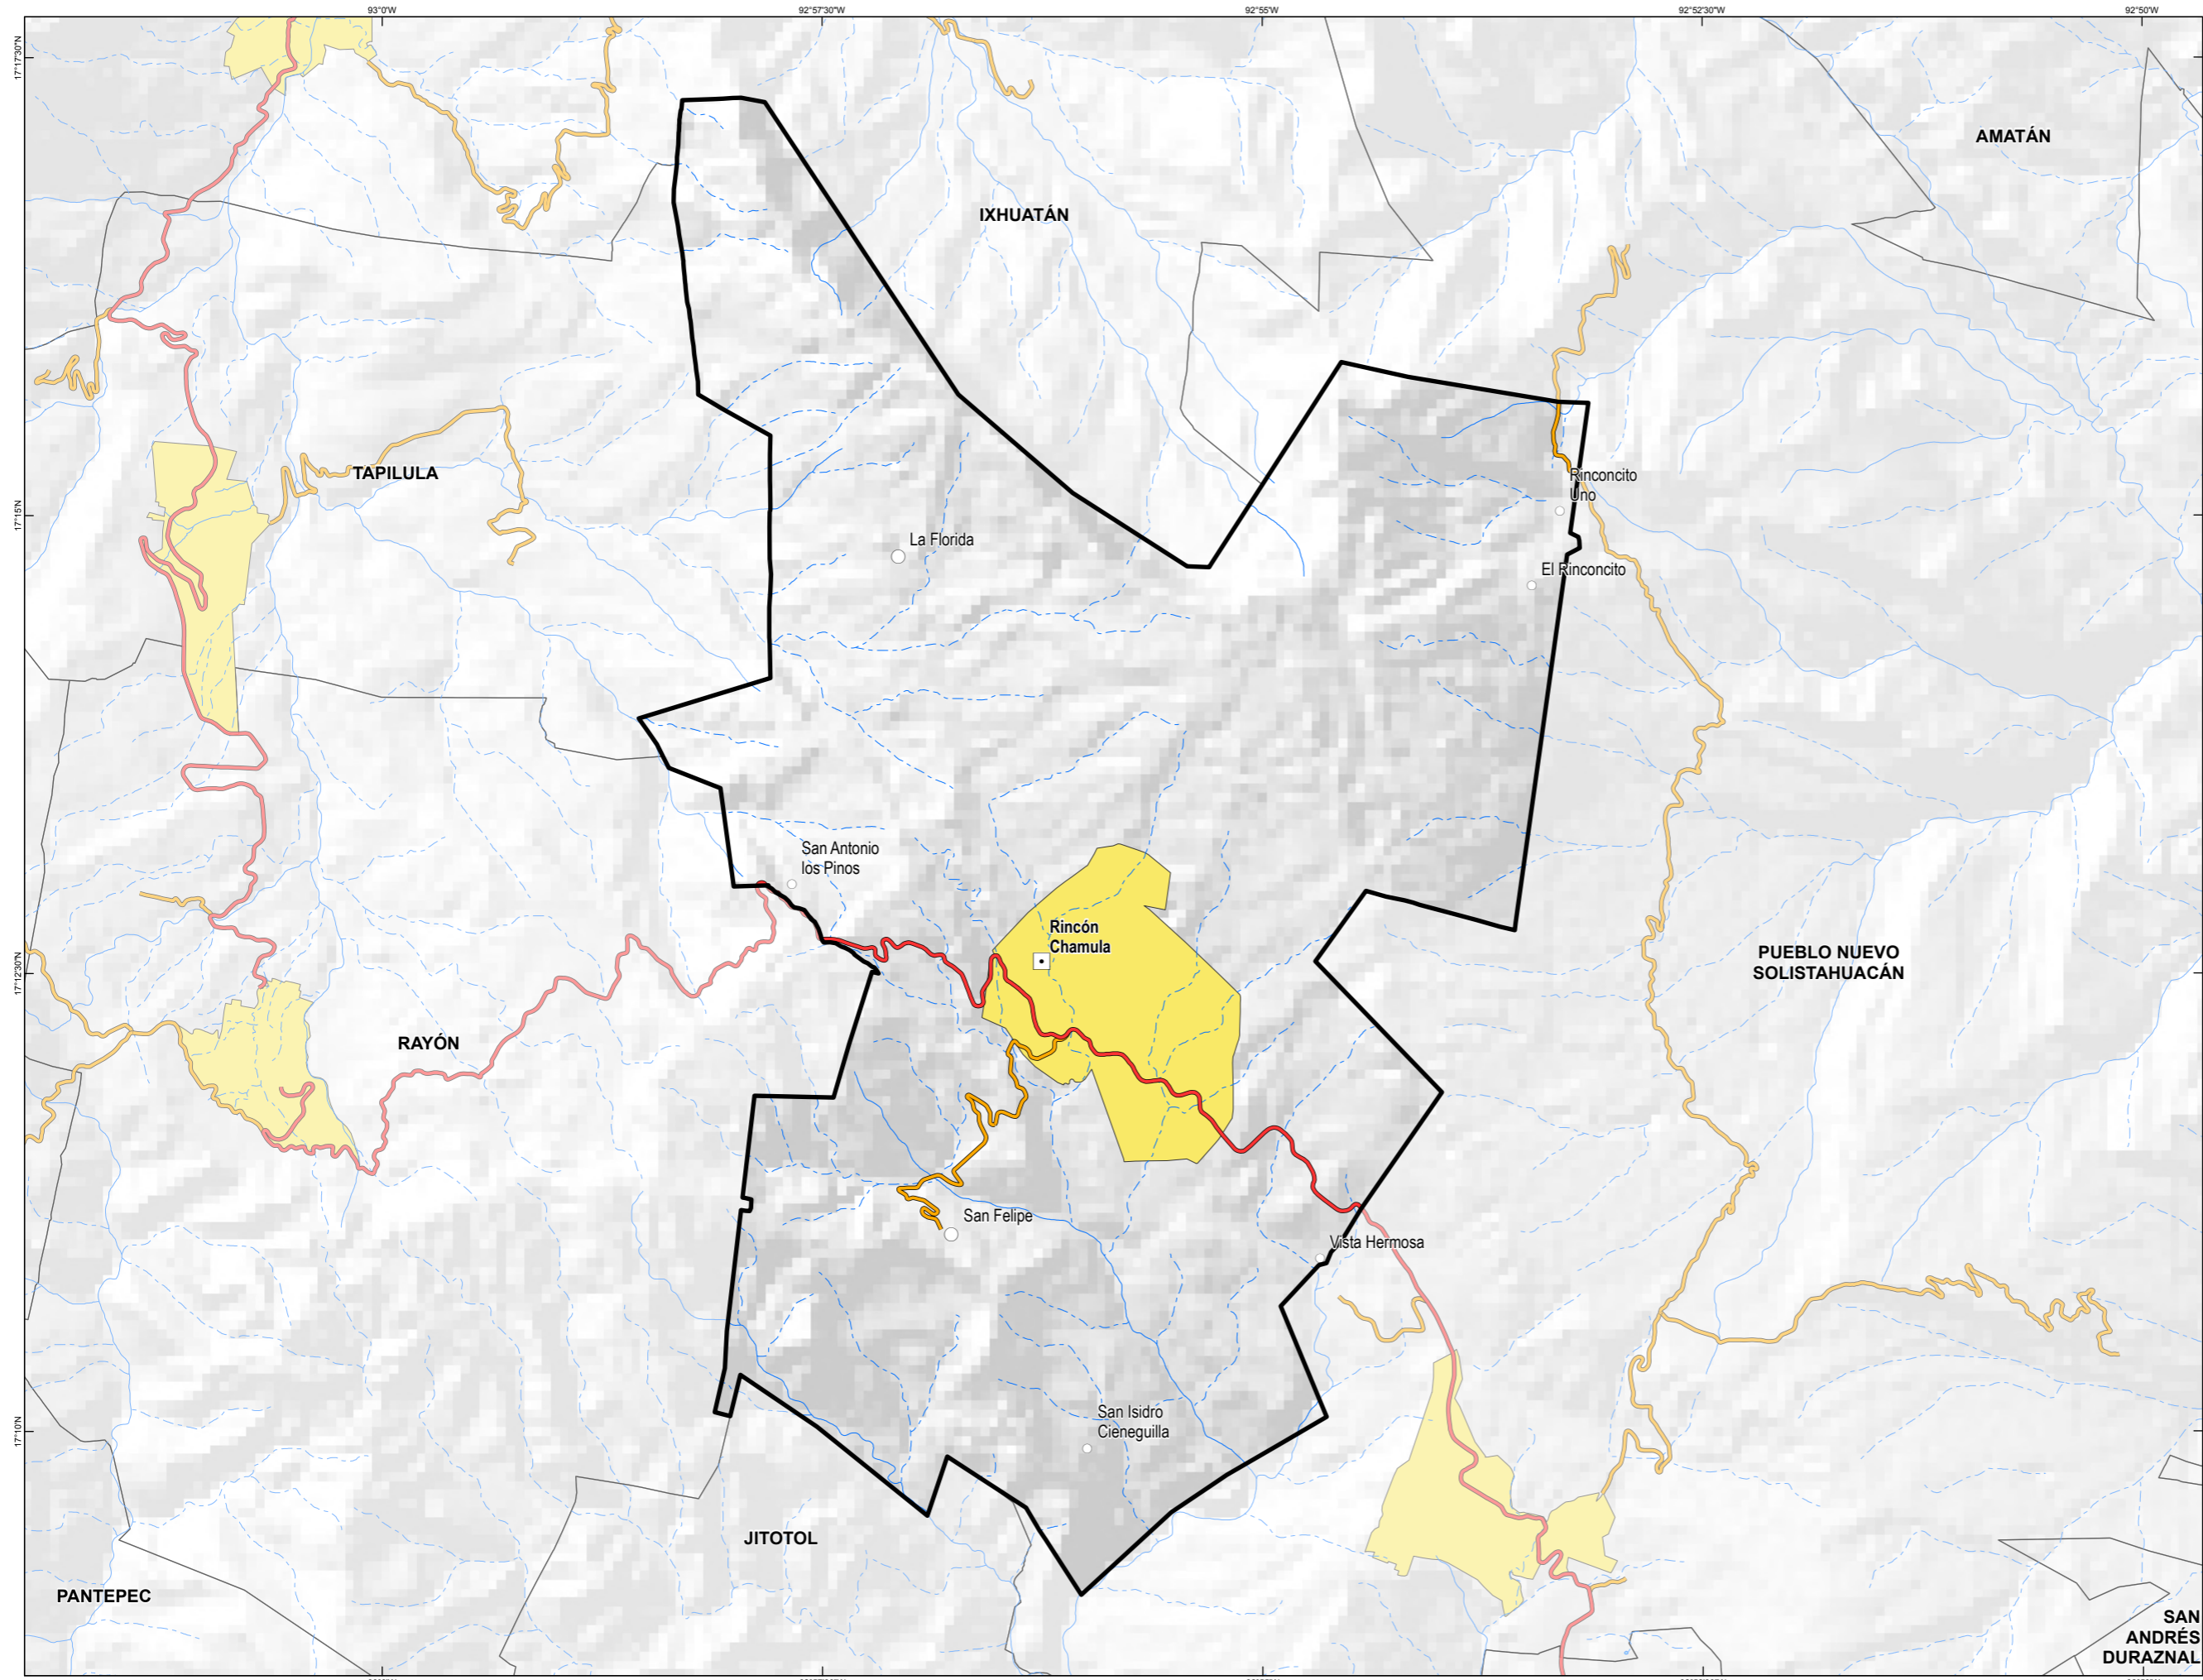 93°0'W
92°57'30"W
92°55'W
92°52'30"W
92°50'W
17°17'30"N
AMATÁN
IXHUATÁN
TAPILULA
Rinconcito
Uno
17°15'N
La Florida
El Rinconcito
San Antonio
los Pinos
Rincón
Chamula
PUEBLO NUEVO
SOLISTAHUACÁN
17°12'30"N
RAYÓN
San Felipe
Vista Hermosa
San Isidro
Cieneguilla
17°10'N
JITOTOL
PANTEPEC
SAN
ANDRÉS
DURAZNAL